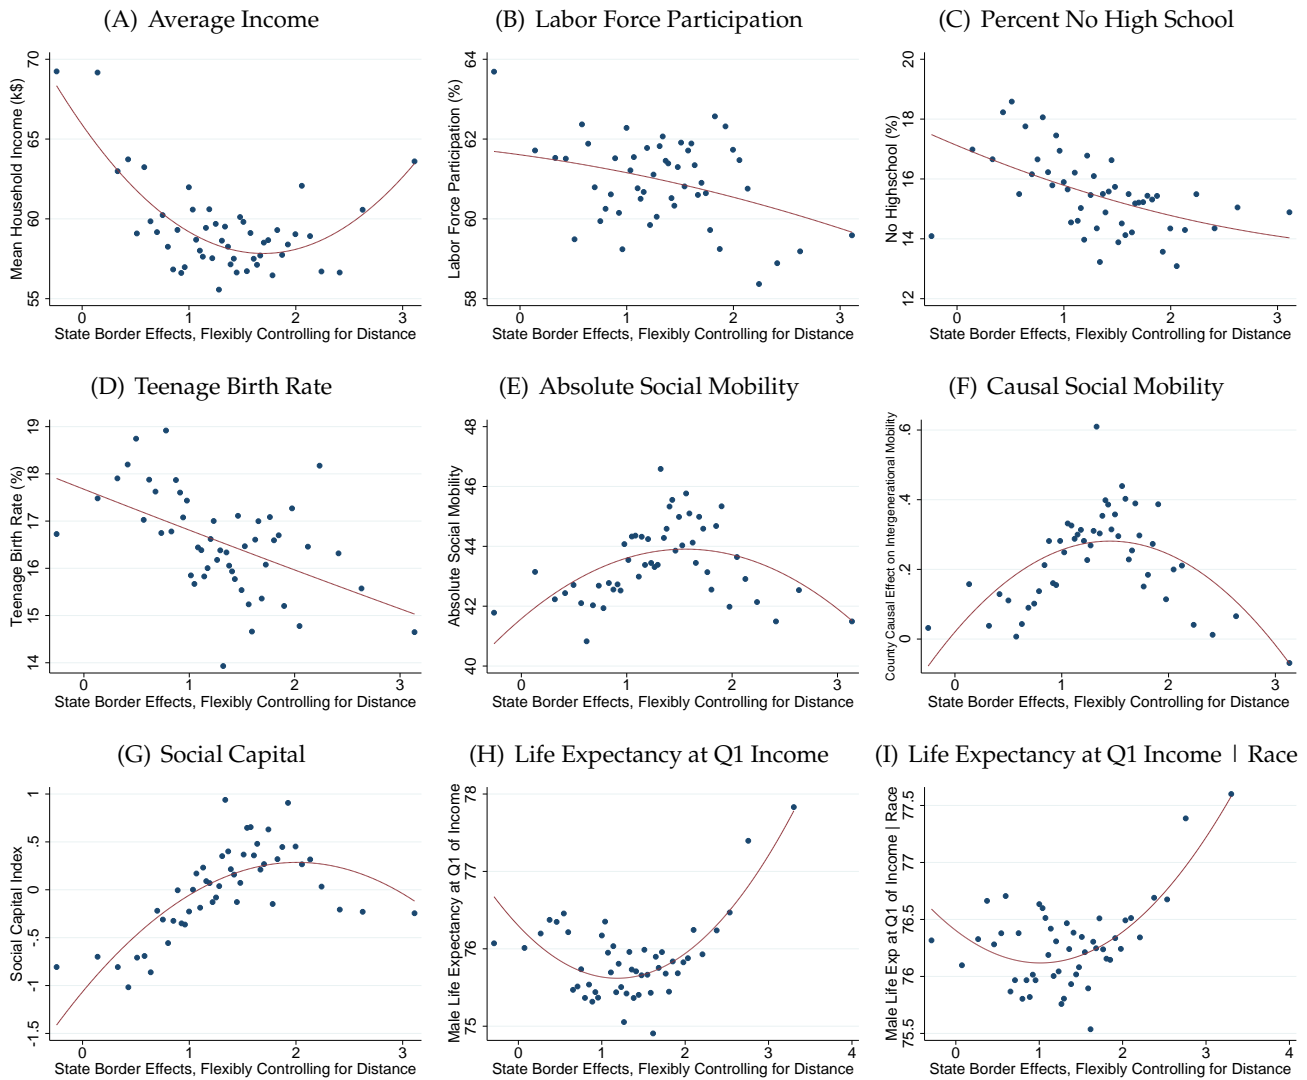 (A) Average Income
(B) Labor Force Participation
(C) Percent No High School
Mean Household Income (k$)
70
65
60
55
0 1 2 3
State Border Effects, Flexibly Controlling for Distance
Labor Force Participation (%)
64
62
60
58
0 1 2 3
State Border Effects, Flexibly Controlling for Distance
No Highschool (%)
20
18
16
14
12
0 1 2 3
State Border Effects, Flexibly Controlling for Distance
(D) Teenage Birth Rate
(E) Absolute Social Mobility
(F) Causal Social Mobility
Teenage Birth Rate (%)
19
18
17
16
15
14
0 1 2 3
State Border Effects, Flexibly Controlling for Distance
Absolute Social Mobility
48
46
44
42
40
0 1 2 3
State Border Effects, Flexibly Controlling for Distance
County Causal Effect on Intergenerational Mobility
.6
.4
.2
0
0 1 2 3
State Border Effects, Flexibly Controlling for Distance
(G) Social Capital
(H) Life Expectancy at Q1 Income
(I) Life Expectancy at Q1 Income | Race
Social Capital Index
1
.5
0
-.5
-1
-1.5
0 1 2 3
State Border Effects, Flexibly Controlling for Distance
Male Life Expectancy at Q1 of Income
78
77
76
75
0 1 2 3 4
State Border Effects, Flexibly Controlling for Distance
Male Life Exp at Q1 of Income | Race
77.5
77
76.5
76
75.5
0 1 2 3 4
State Border Effects, Flexibly Controlling for Distance